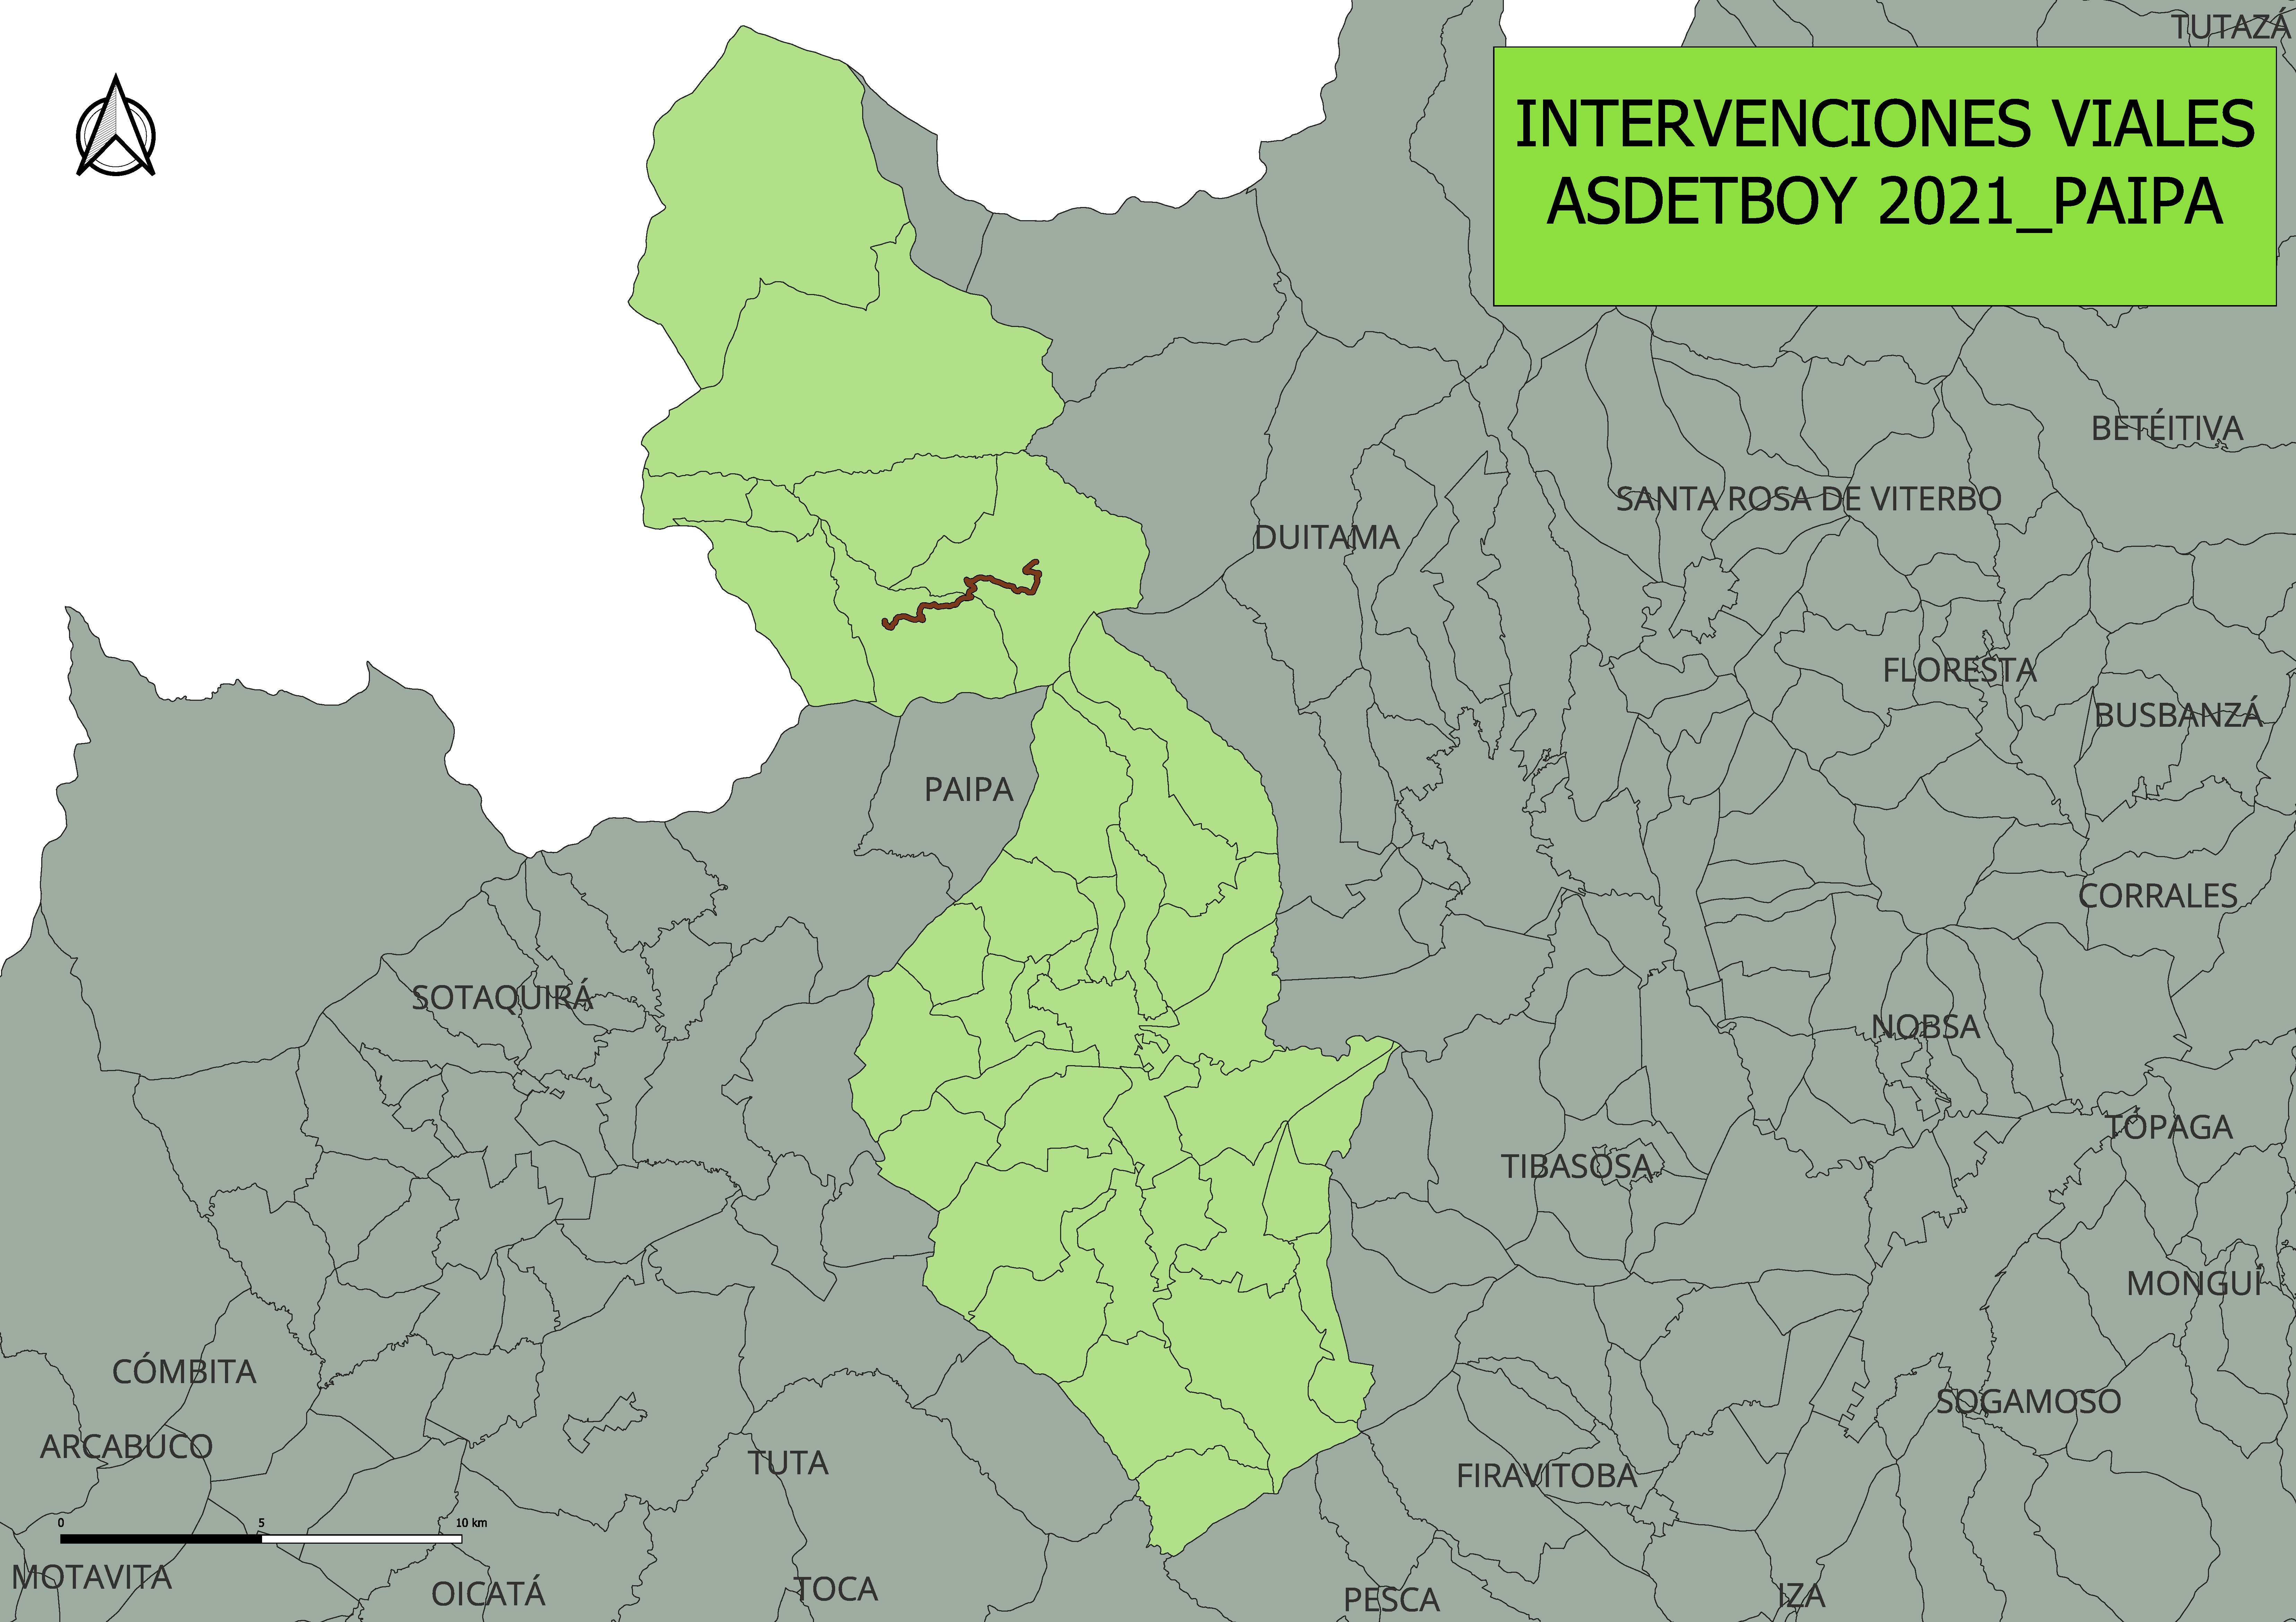 TUTAZÁ
INTERVENCIONES VIALES
ASDETBOY 2021_PAIPA
BETÉITIVA
SANTA ROSA DE VITERBO
DUITAMA
FLORESTA
BUSBANZÁ
PAIPA
CORRALES
SOTAQUIRÁ
NOBSA
TÓPAGA
TIBASOSA
MONGUÍ
CÓMBITA
SOGAMOSO
ARCABUCO
TUTA
FIRAVITOBA
0 5 10 km
MOTAVITA
OICATÁ
TOCA
PESCA
IZA